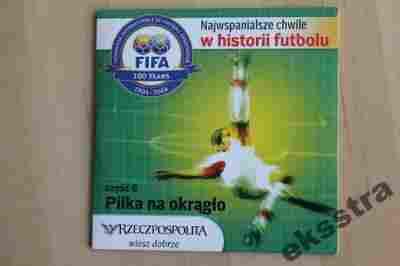 Najwspanialsze chwile
w historii futbolu
FIFA
100 YEARS
1904 - 2004
część 6
Piłka na okrągło
RZECZPOSPOLITA
wiesz dobrze
eksstra